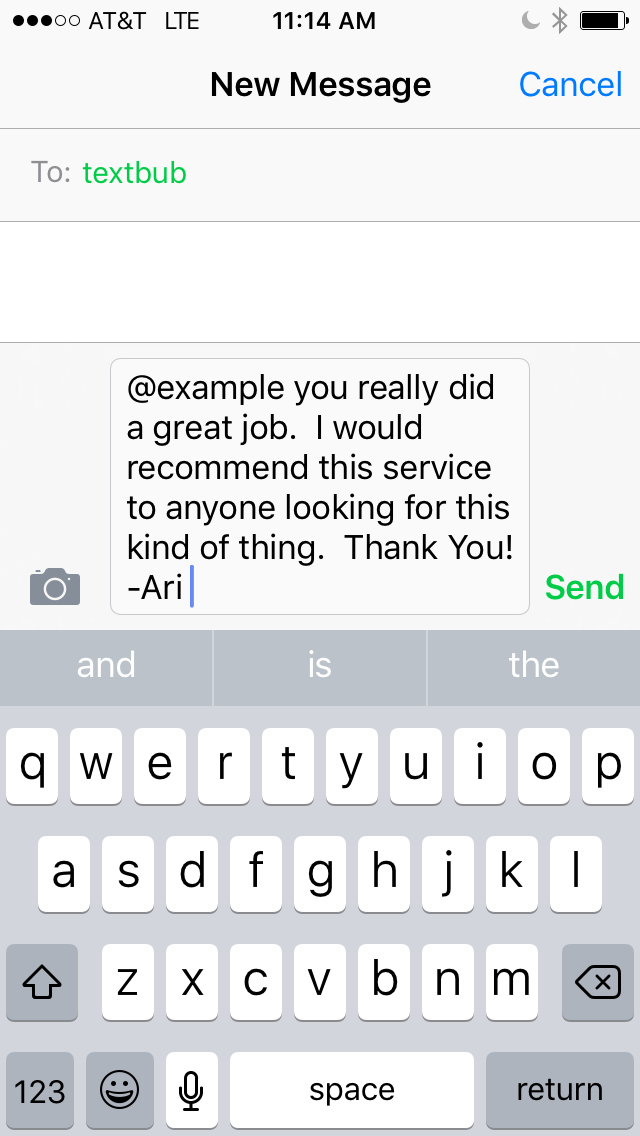 AT&T LTE 11:14 AM
New Message Cancel
To: textbub
@example you really did
a great job.  I would
recommend this service
to anyone looking for this
kind of thing.  Thank You!
-Ari
Send
and is the
q w e r t y u i o p
a s d f g h j k l
z x c v b n m
123 space return